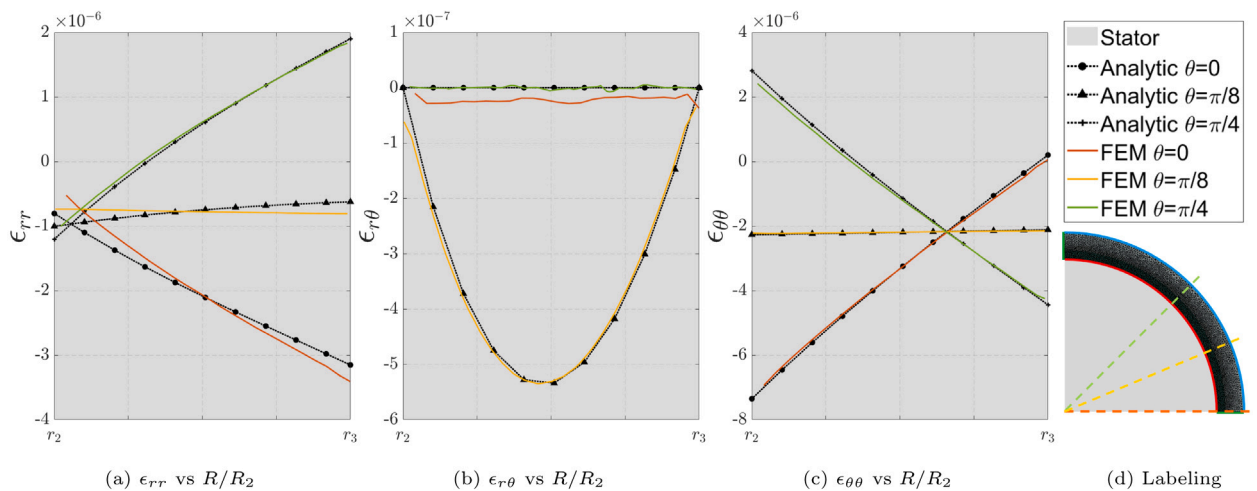 ×10⁻⁶
2
1
0
-1
-2
-3
-4
ϵrr
r₂
r₃
(a) ϵrr vs R/R₂
×10⁻⁷
1
0
-1
-2
-3
-4
-5
-6
ϵrθ
r₂
r₃
(b) ϵrθ vs R/R₂
×10⁻⁶
4
2
0
-2
-4
-6
-8
ϵθθ
r₂
r₃
(c) ϵθθ vs R/R₂
Stator
Analytic θ=0
Analytic θ=π/8
Analytic θ=π/4
FEM θ=0
FEM θ=π/8
FEM θ=π/4
(d) Labeling